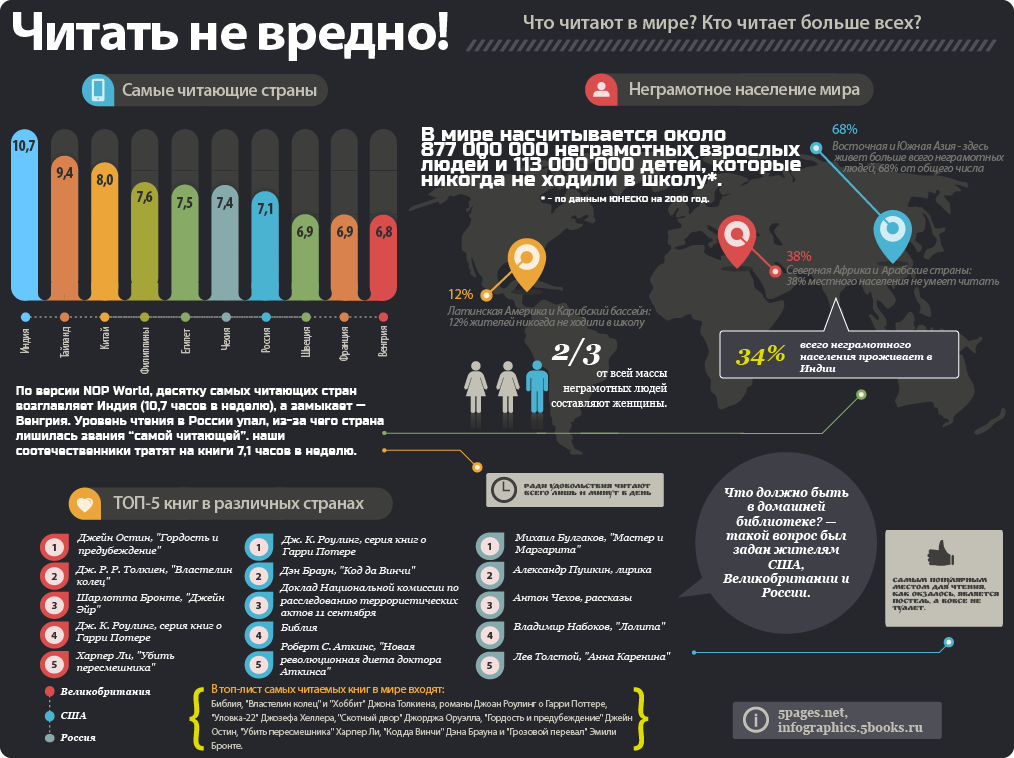 Читать не вредно!
Что читают в мире? Кто читает больше всех?
Самые читающие страны
10,7
9,4
8,0
7,6
7,5
7,4
7,1
6,9
6,9
6,8
Индия
Тайланд
Китай
Филиппины
Египет
Чехия
Россия
Швеция
Франция
Венгрия
По версии NOP World, десятку самых читающих стран
возглавляет Индия (10,7 часов в неделю), а замыкает —
Венгрия. Уровень чтения в России упал, из-за чего страна
лишилась звания “самой читающей”. наши
соотечественники тратят на книги 7,1 часов в неделю.
Неграмотное население мира
В мире насчитывается около
877 000 000 неграмотных взрослых
людей и 113 000 000 детей, которые
никогда не ходили в школу*.
* - по данным ЮНЕСКО на 2000 год.
68%
Восточная и Южная Азия - здесь
живет больше всего неграмотных
людей, 68% от общего числа
38%
Северная Африка и Арабские страны:
38% местного населения не умеет читать
12%
Латинская Америка и Карибский бассейн:
12% жителей никогда не ходили в школу
2/3
от всей массы
неграмотных людей
составляют женщины.
34%
всего неграмотного
населения проживает в
Индии
ради удовольствия читают
всего лишь 11 минут в день
ТОП-5 книг в различных странах
1
Джейн Остин, "Гордость и
предубеждение"
2
Дж. Р. Р. Толкиен, "Властелин
колец"
3
Шарлотта Бронте, "Джейн
Эйр"
4
Дж. К. Роулинг, серия книг о
Гарри Потере
5
Харпер Ли, "Убить
пересмешника"
1
Дж. К. Роулинг, серия книг о
Гарри Потере
2
Дэн Браун, "Код да Винчи"
3
Доклад Национальной комиссии по
расследованию террористических
актов 11 сентября
4
Библия
5
Роберт С. Аткинс, "Новая
революционная диета доктора
Аткинса"
1
Михаил Булгаков, "Мастер и
Маргарита"
2
Александр Пушкин, лирика
3
Антон Чехов, рассказы
4
Владимир Набоков, "Лолита"
5
Лев Толстой, "Анна Каренина"
Что должно быть
в домашней
библиотеке? —
такой вопрос был
задан жителям
США,
Великобритании и
России.
самым популярным
местом для чтения,
как оказлось, является
постель, а вовсе не
туалет.
Великобритания
США
Россия
В топ-лист самых читаемых книг в мире входят:
Библия, "Властелин колец" и "Хоббит" Джона Толкиена, романы Джоан Роулинг о Гарри Поттере,
"Уловка-22" Джозефа Хеллера, "Скотный двор" Джорджа Оруэлла, "Гордость и предубеждение" Джейн
Остин, "Убить пересмешника" Харпер Ли, "Код да Винчи" Дэна Брауна и "Грозовой перевал" Эмили
Бронте.
5pages.net,
infographics.5books.ru